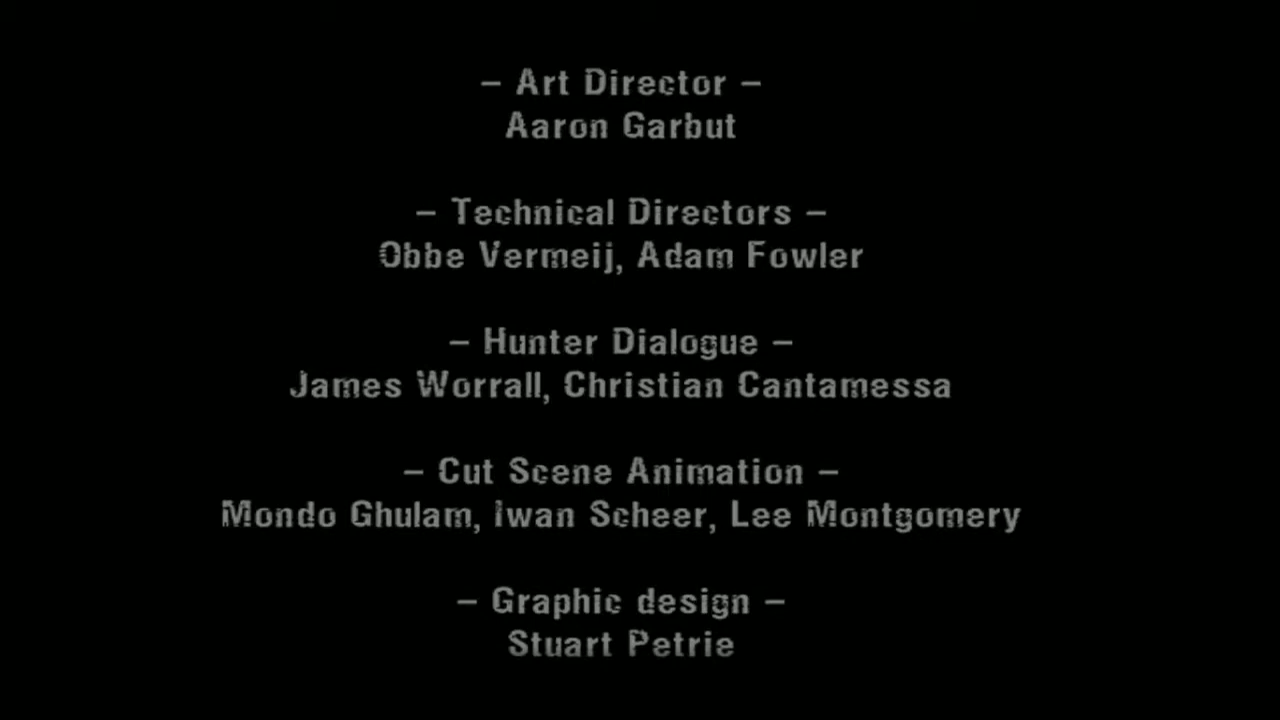 – Art Director –
Aaron Garbut
– Technical Directors –
Obbe Vermeij, Adam Fowler
– Hunter Dialogue –
James Worrall, Christian Cantamessa
– Cut Scene Animation –
Mondo Ghulam, iwan Scheer, Lee Montgomery
– Graphic design –
Stuart Petrie